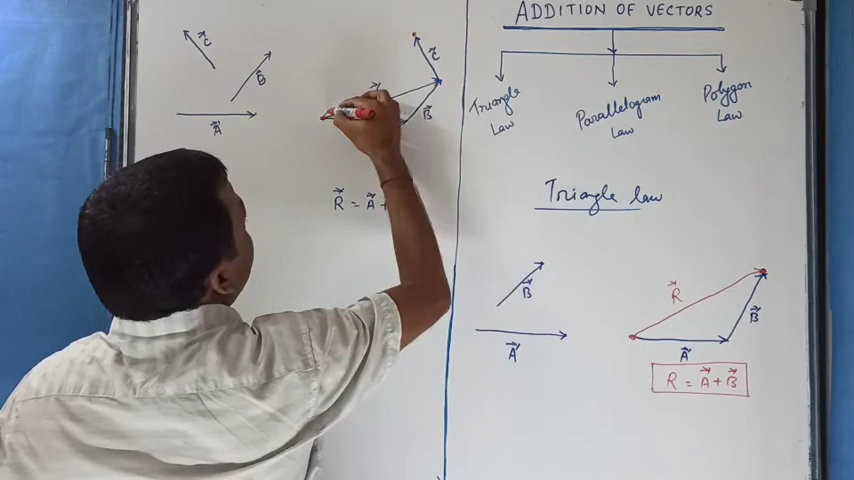 C⃗
B⃗
A⃗
C⃗
B⃗
R⃗ = A⃗ +
ADDITION OF VECTORS
Triangle
Law
Parallelogram
Law
Polygon
Law
Triangle law
B⃗
A⃗
R⃗
B⃗
A⃗
R = A⃗ + B⃗